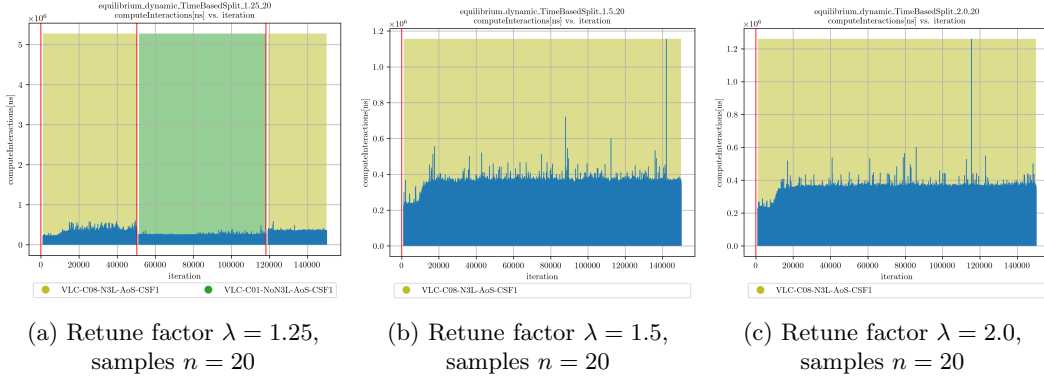 equilibrium_dynamic_TimeBasedSplit_1.25_20
computeInteractions[ns] vs. iteration
×10⁶
computeInteractions[ns]
5
4
3
2
1
0
0 20000 40000 60000 80000 100000 120000 140000
iteration
VLC-C08-N3L-AoS-CSF1 VLC-C01-NoN3L-AoS-CSF1
(a) Retune factor λ = 1.25,
samples n = 20
equilibrium_dynamic_TimeBasedSplit_1.5_20
computeInteractions[ns] vs. iteration
×10⁶
computeInteractions[ns]
1.2
1.0
0.8
0.6
0.4
0.2
0.0
0 20000 40000 60000 80000 100000 120000 140000
iteration
VLC-C08-N3L-AoS-CSF1
(b) Retune factor λ = 1.5,
samples n = 20
equilibrium_dynamic_TimeBasedSplit_2.0_20
computeInteractions[ns] vs. iteration
×10⁶
computeInteractions[ns]
1.2
1.0
0.8
0.6
0.4
0.2
0.0
0 20000 40000 60000 80000 100000 120000 140000
iteration
VLC-C08-N3L-AoS-CSF1
(c) Retune factor λ = 2.0,
samples n = 20